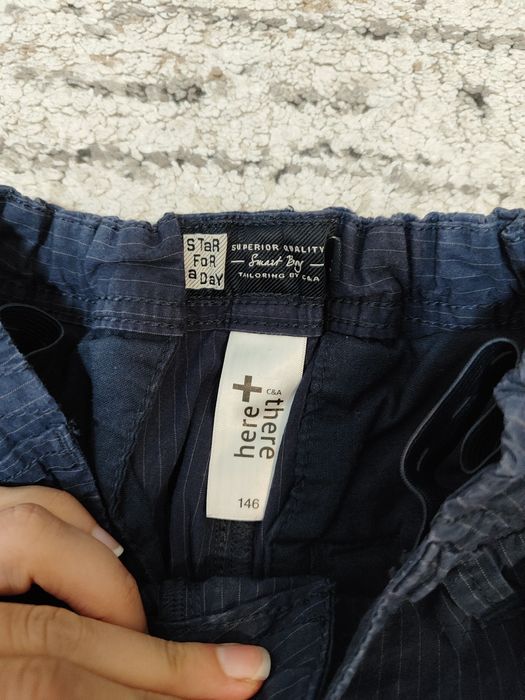 STaR
FoR
a DaY
SUPERIOR QUALITY
Smart Boy
TAILORING BY C&A
here + there
C&A
146